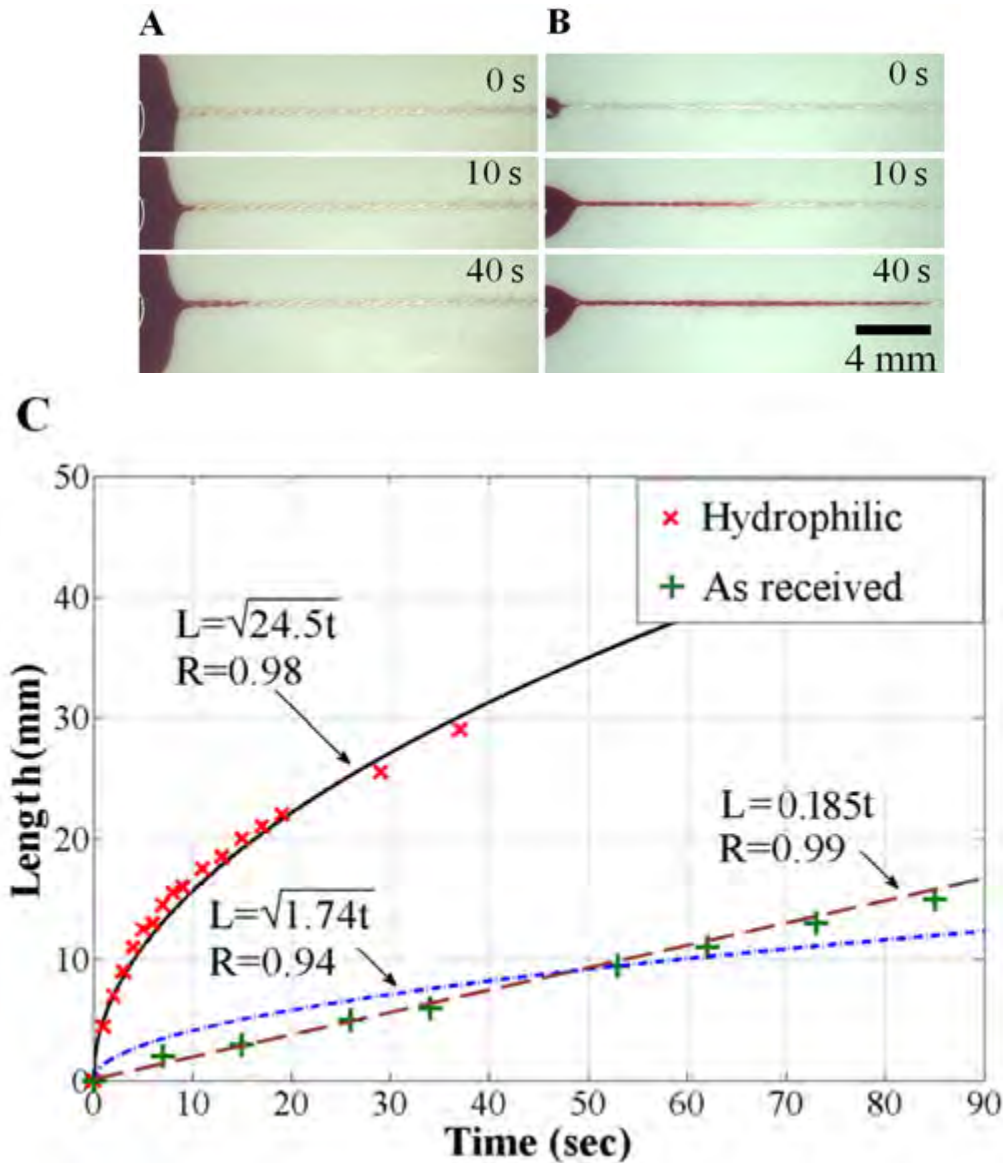 A
B
0 s
0 s
10 s
10 s
40 s
40 s
4 mm
C
50
40
30
20
10
0
Length(mm)
Hydrophilic
As received
L=√24.5t
R=0.98
L=0.185t
R=0.99
L=√1.74t
R=0.94
0 10 20 30 40 50 60 70 80 90
Time (sec)